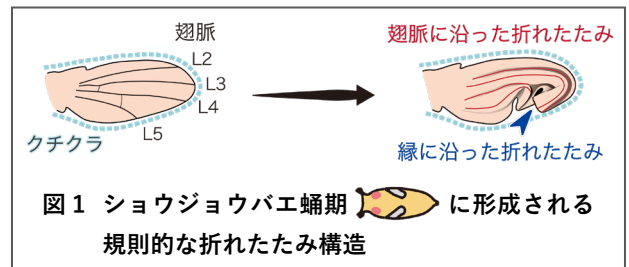 翅脈
L2
L3
L4
L5
クチクラ
翅脈に沿った折れたたみ
縁に沿った折れたたみ
図1 ショウジョウバエ蛹期 に形成される
規則的な折れたたみ構造